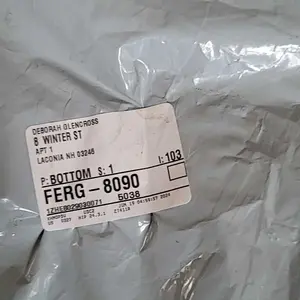 DEBORAH GLENCROSS
8 WINTER ST
APT 1
LACONIA NH 03246
P: BOTTOM S: 1 I: 103
FERG - 8090
5038